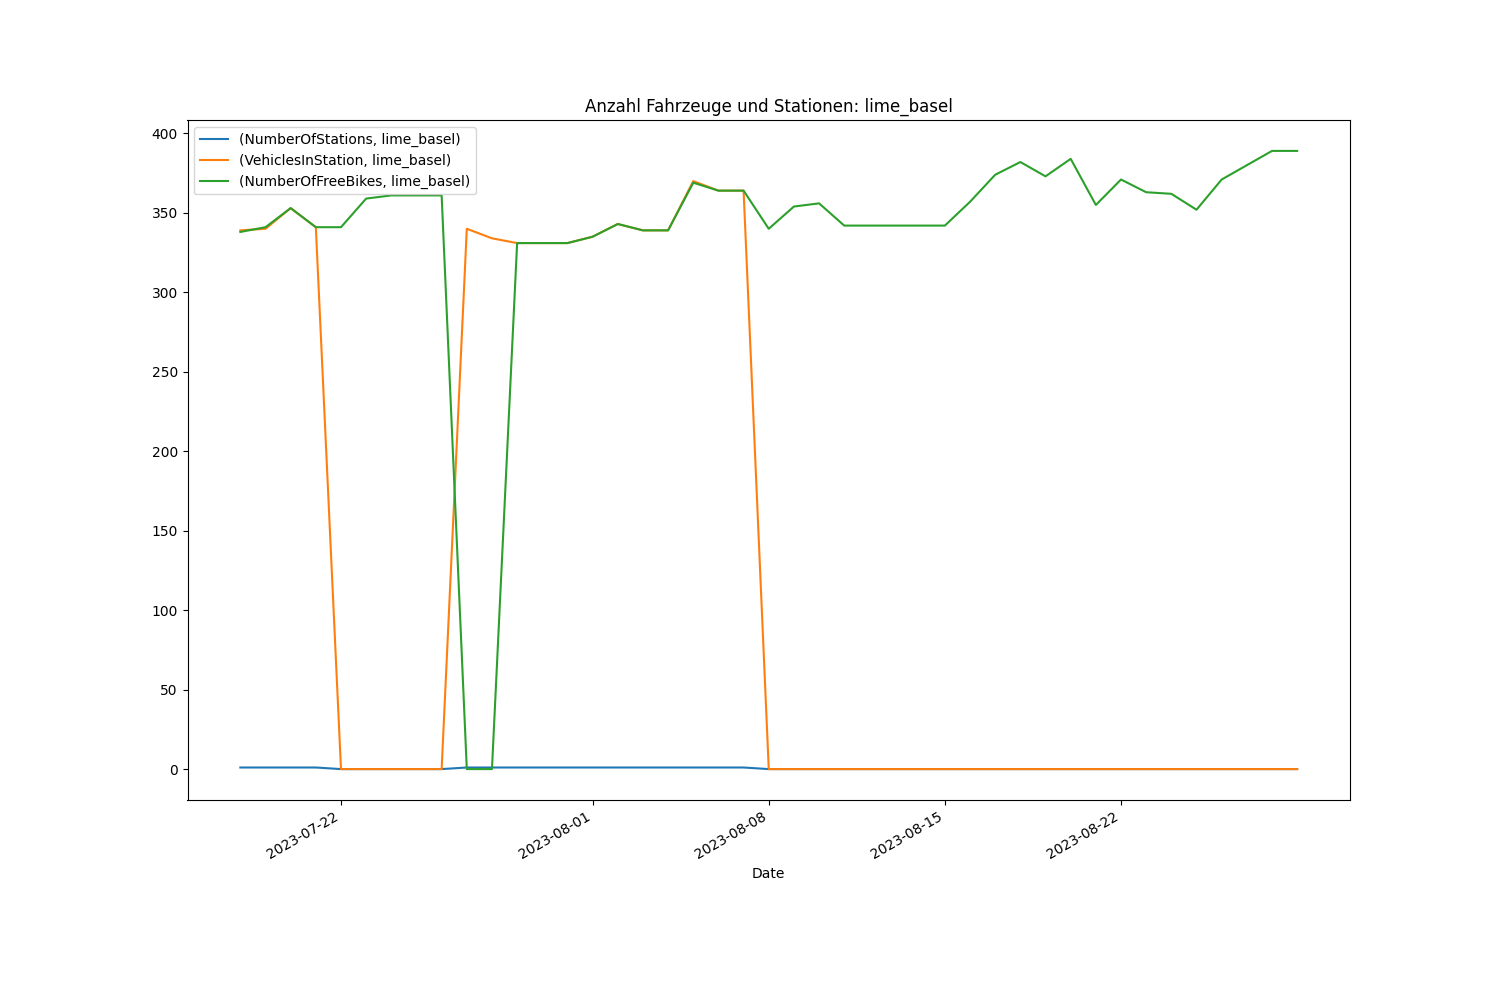 Anzahl Fahrzeuge und Stationen: lime_basel
(NumberOfStations, lime_basel)
(VehiclesInStation, lime_basel)
(NumberOfFreeBikes, lime_basel)
400
350
300
250
200
150
100
50
0
2023-07-22
2023-08-01
2023-08-08
2023-08-15
2023-08-22
Date